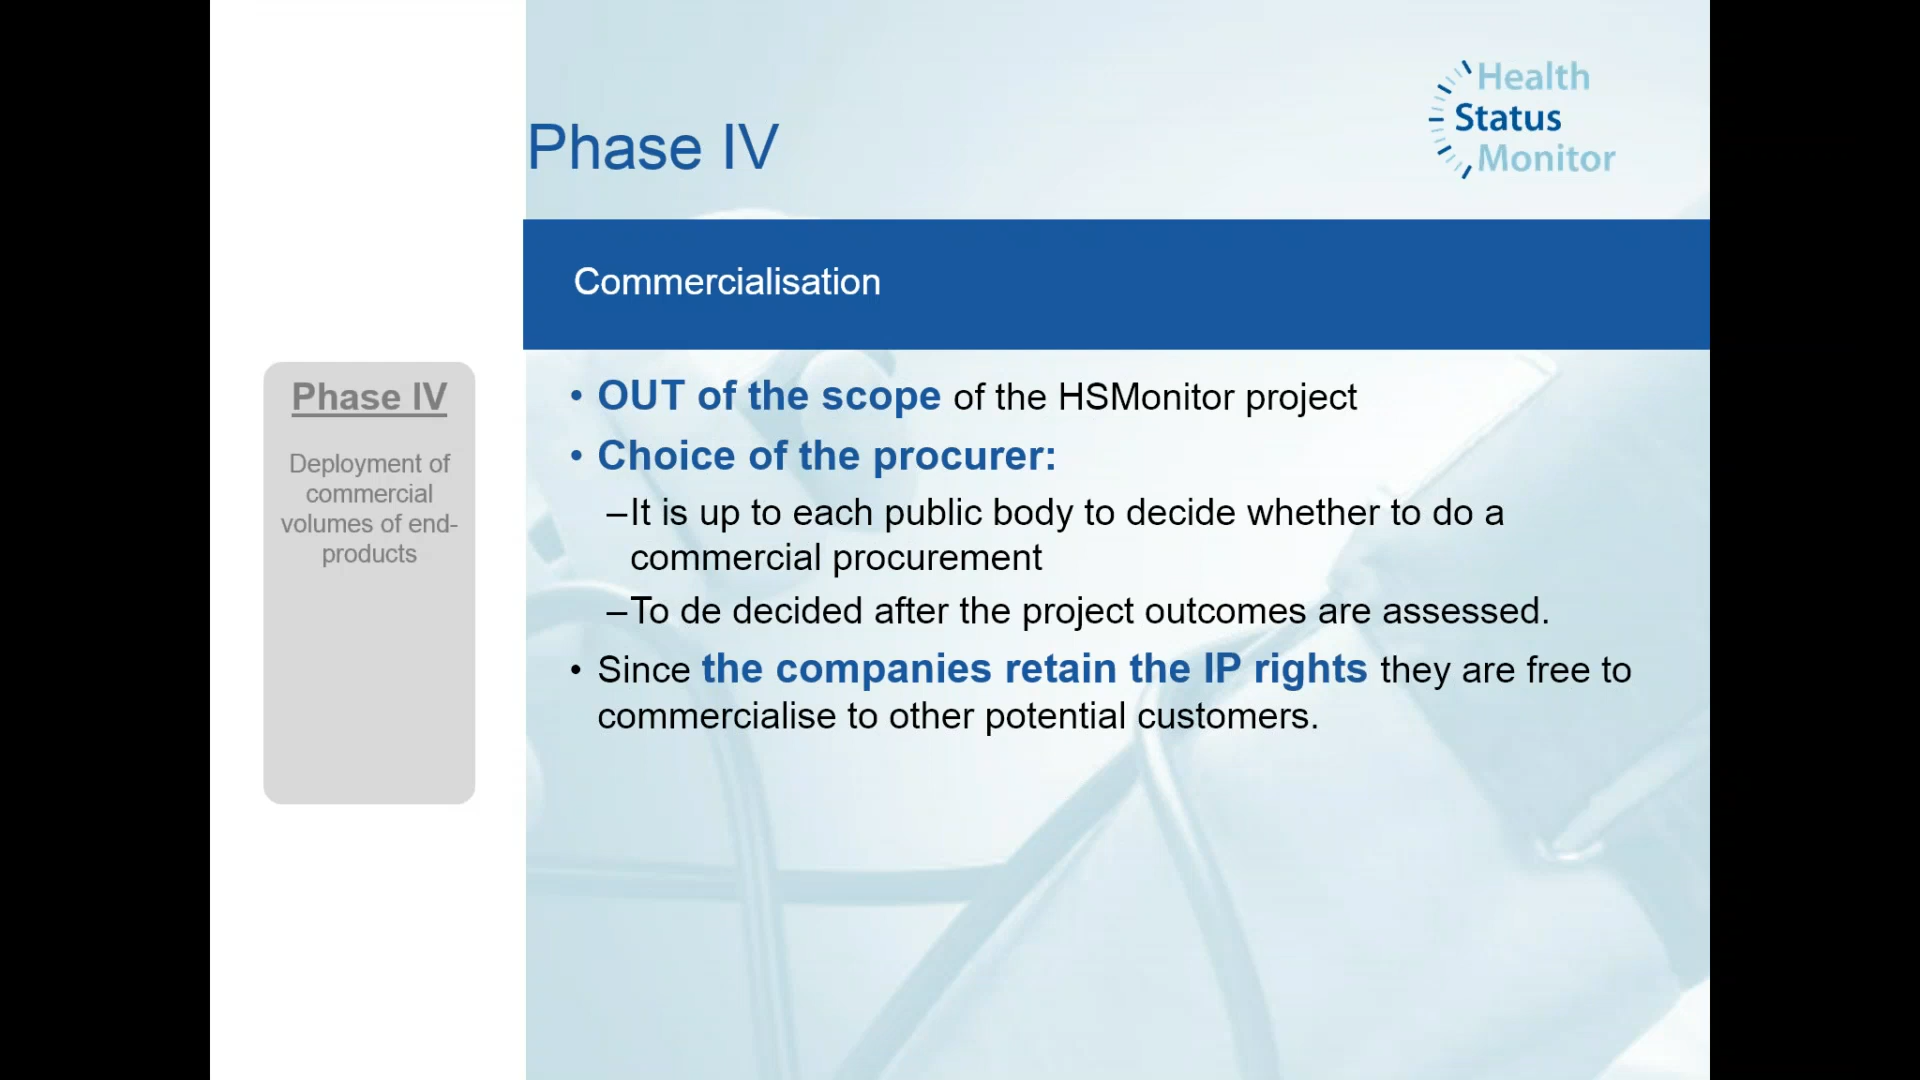 Health
Status
Monitor
Phase IV
Commercialisation
Phase IV
Deployment of
commercial
volumes of end-
products
• OUT of the scope of the HSMonitor project
• Choice of the procurer:
–It is up to each public body to decide whether to do a
commercial procurement
–To de decided after the project outcomes are assessed.
• Since the companies retain the IP rights they are free to
commercialise to other potential customers.